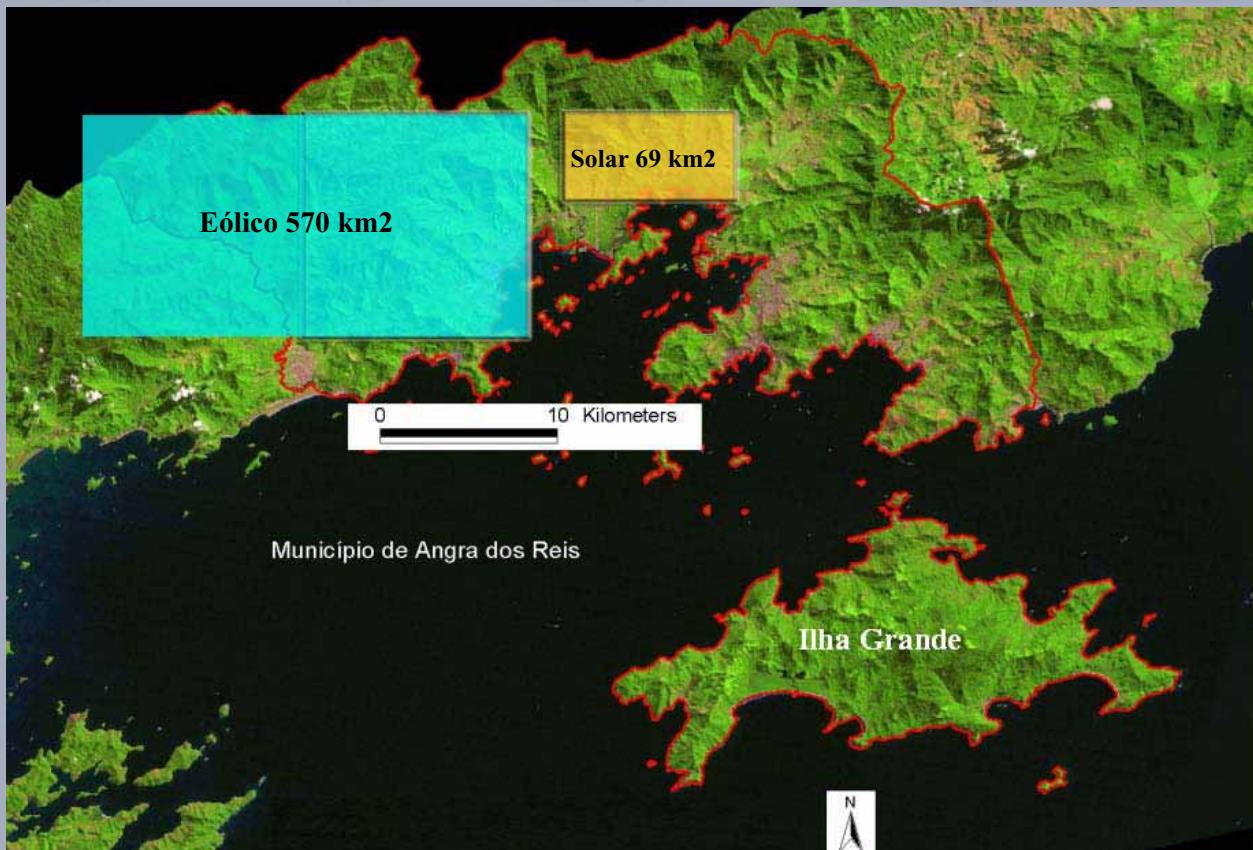 Solar 69 km2
Eólico 570 km2
0 10 Kilometers
Município de Angra dos Reis
Ilha Grande
N